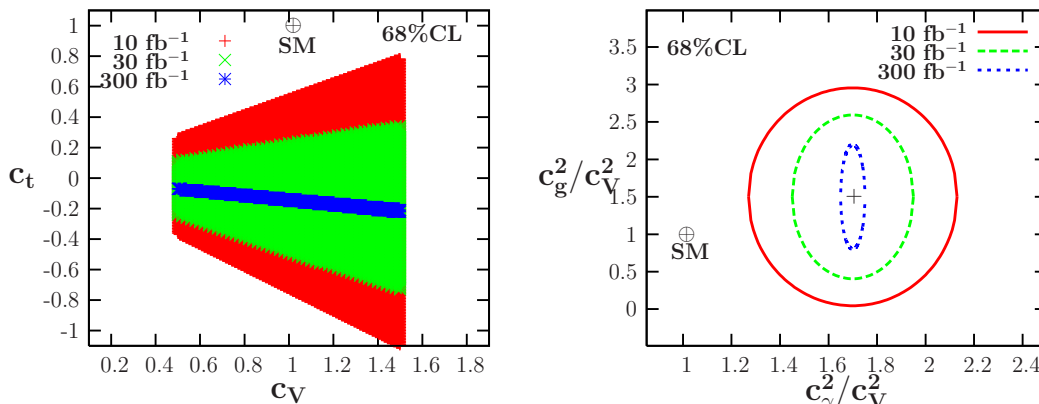 1
0.8
0.6
0.4
0.2
0
-0.2
-0.4
-0.6
-0.8
-1
c_t
10 fb⁻¹
30 fb⁻¹
300 fb⁻¹
SM
68%CL
0.2 0.4 0.6 0.8 1 1.2 1.4 1.6 1.8
c_V
3.5
3
2.5
2
1.5
1
0.5
0
c_g²/c_V²
68%CL
10 fb⁻¹
30 fb⁻¹
300 fb⁻¹
SM
1 1.2 1.4 1.6 1.8 2 2.1 2.2 2.4
c_γ²/c_V²